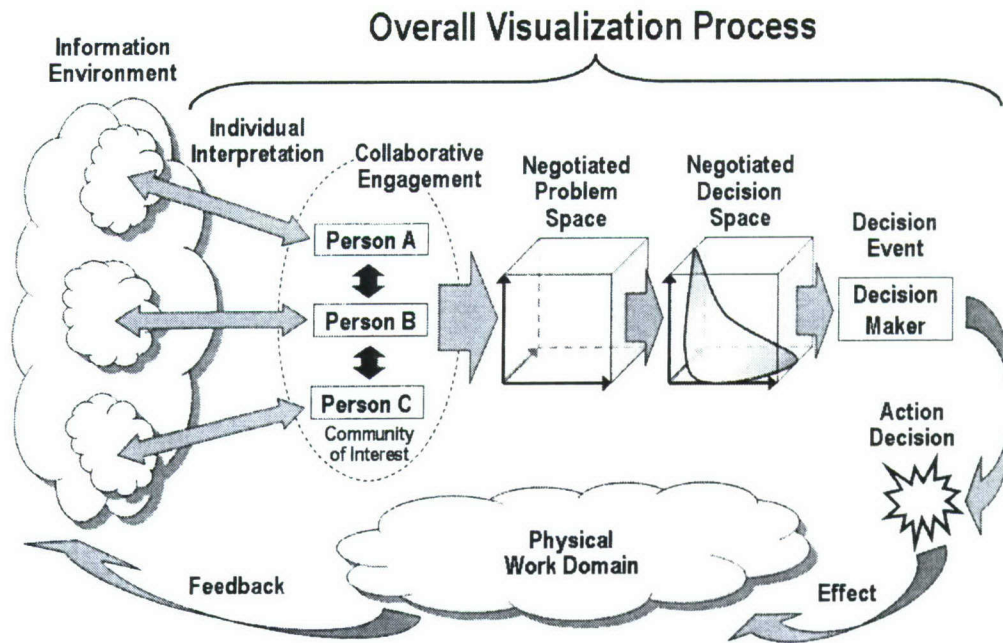 Overall Visualization Process
Information
Environment
Individual
Interpretation
Collaborative
Engagement
Negotiated
Problem
Space
Negotiated
Decision
Space
Decision
Event
Person A
Person B
Person C
Community
of Interest
Decision
Maker
Action
Decision
Physical
Work Domain
Feedback
Effect